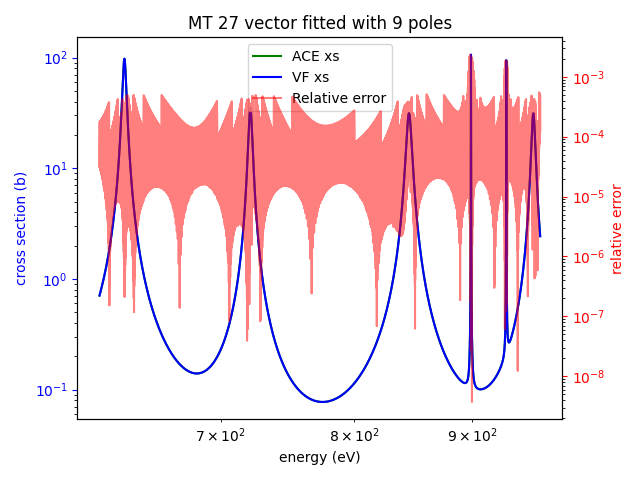 MT 27 vector fitted with 9 poles
ACE xs
VF xs
Relative error
cross section (b)
10²
10¹
10⁰
10⁻¹
10⁻³
10⁻⁴
10⁻⁵
10⁻⁶
10⁻⁷
10⁻⁸
relative error
7 × 10² 8 × 10² 9 × 10²
energy (eV)